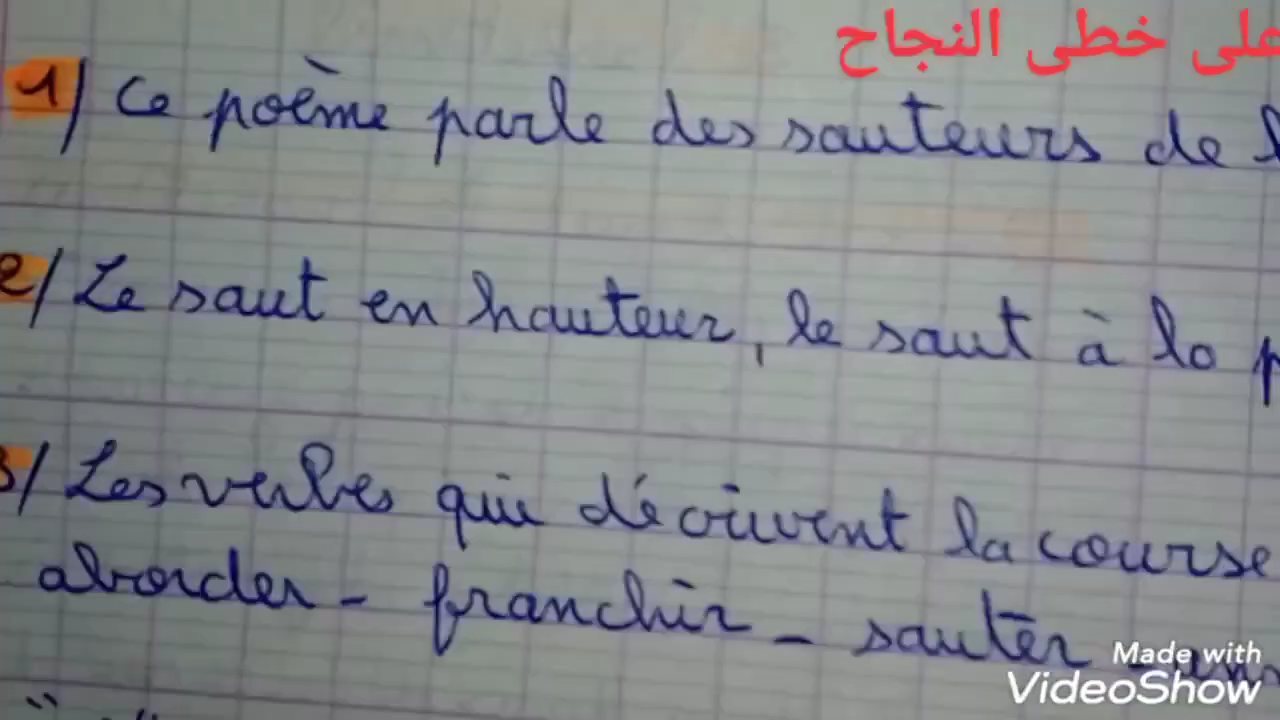 على خطى النجاح
1/ Ce poème parle des sauteurs de
2/ Le saut en hauteur, le saut à la
3/ Les verbes qui décrivent la course
aborder - franchir - sauter -
Made with
VideoShow